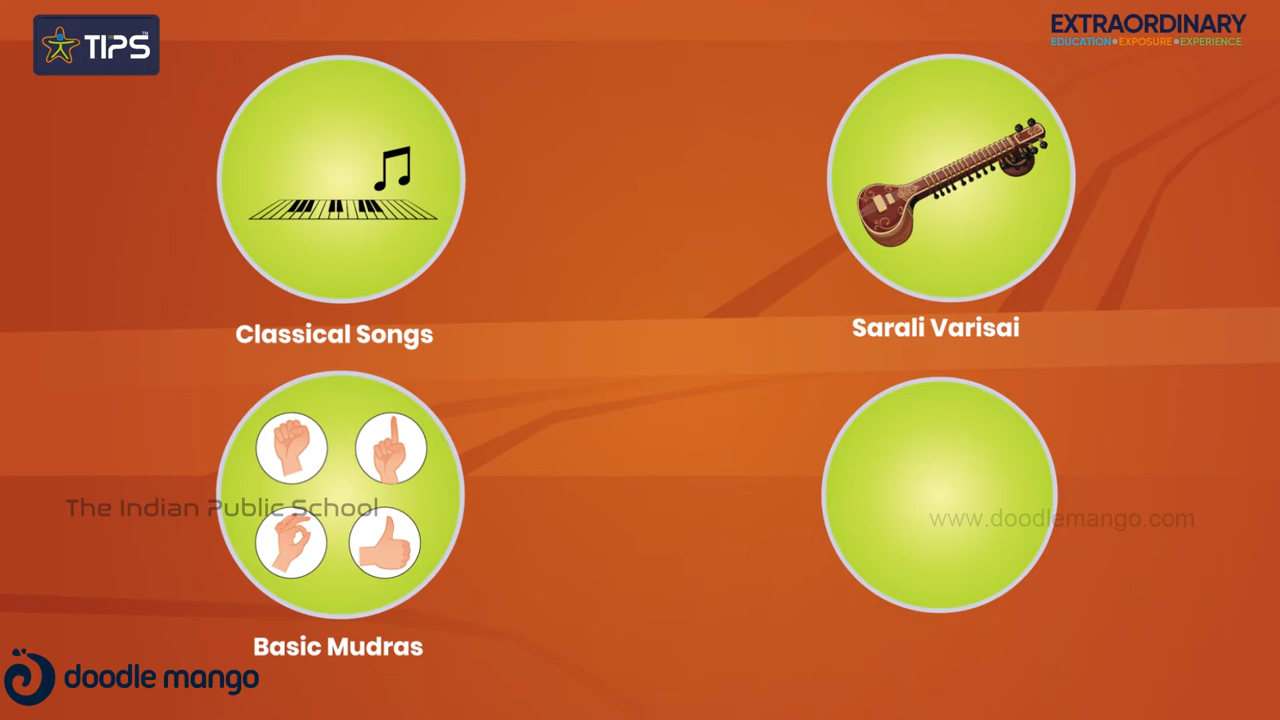 TIPS
TM
EXTRAORDINARY
EDUCATION•EXPOSURE•EXPERIENCE
Classical Songs
Sarali Varisai
The Indian Public School
www.doodlemango.com
Basic Mudras
doodle mango